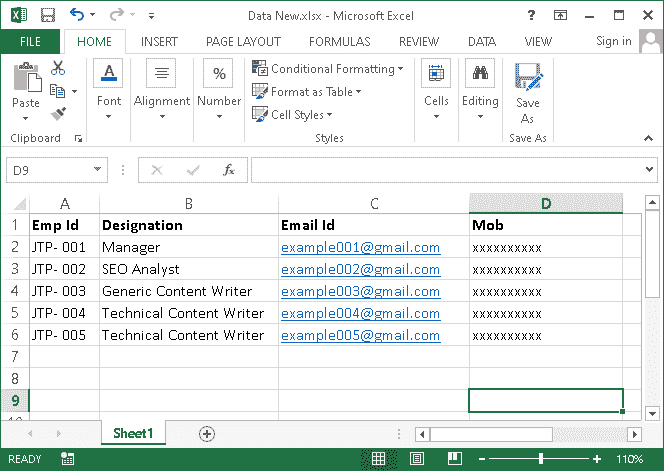 Data New.xlsx - Microsoft Excel
FILE HOME INSERT PAGE LAYOUT FORMULAS REVIEW DATA VIEW Sign in
Paste
Clipboard
Font
Alignment
%
Number
Conditional Formatting
Format as Table
Cell Styles
Styles
Cells
Editing
Save
As
Save As
D9 fx
A B C D
1 Emp Id Designation Email Id Mob
2 JTP- 001 Manager example001@gmail.com xxxxxxxxxx
3 JTP- 002 SEO Analyst example002@gmail.com xxxxxxxxxx
4 JTP- 003 Generic Content Writer example003@gmail.com xxxxxxxxxx
5 JTP- 004 Technical Content Writer example004@gmail.com xxxxxxxxxx
6 JTP- 005 Technical Content Writer example005@gmail.com xxxxxxxxxx
7
8
9
10
Sheet1
READY 110%